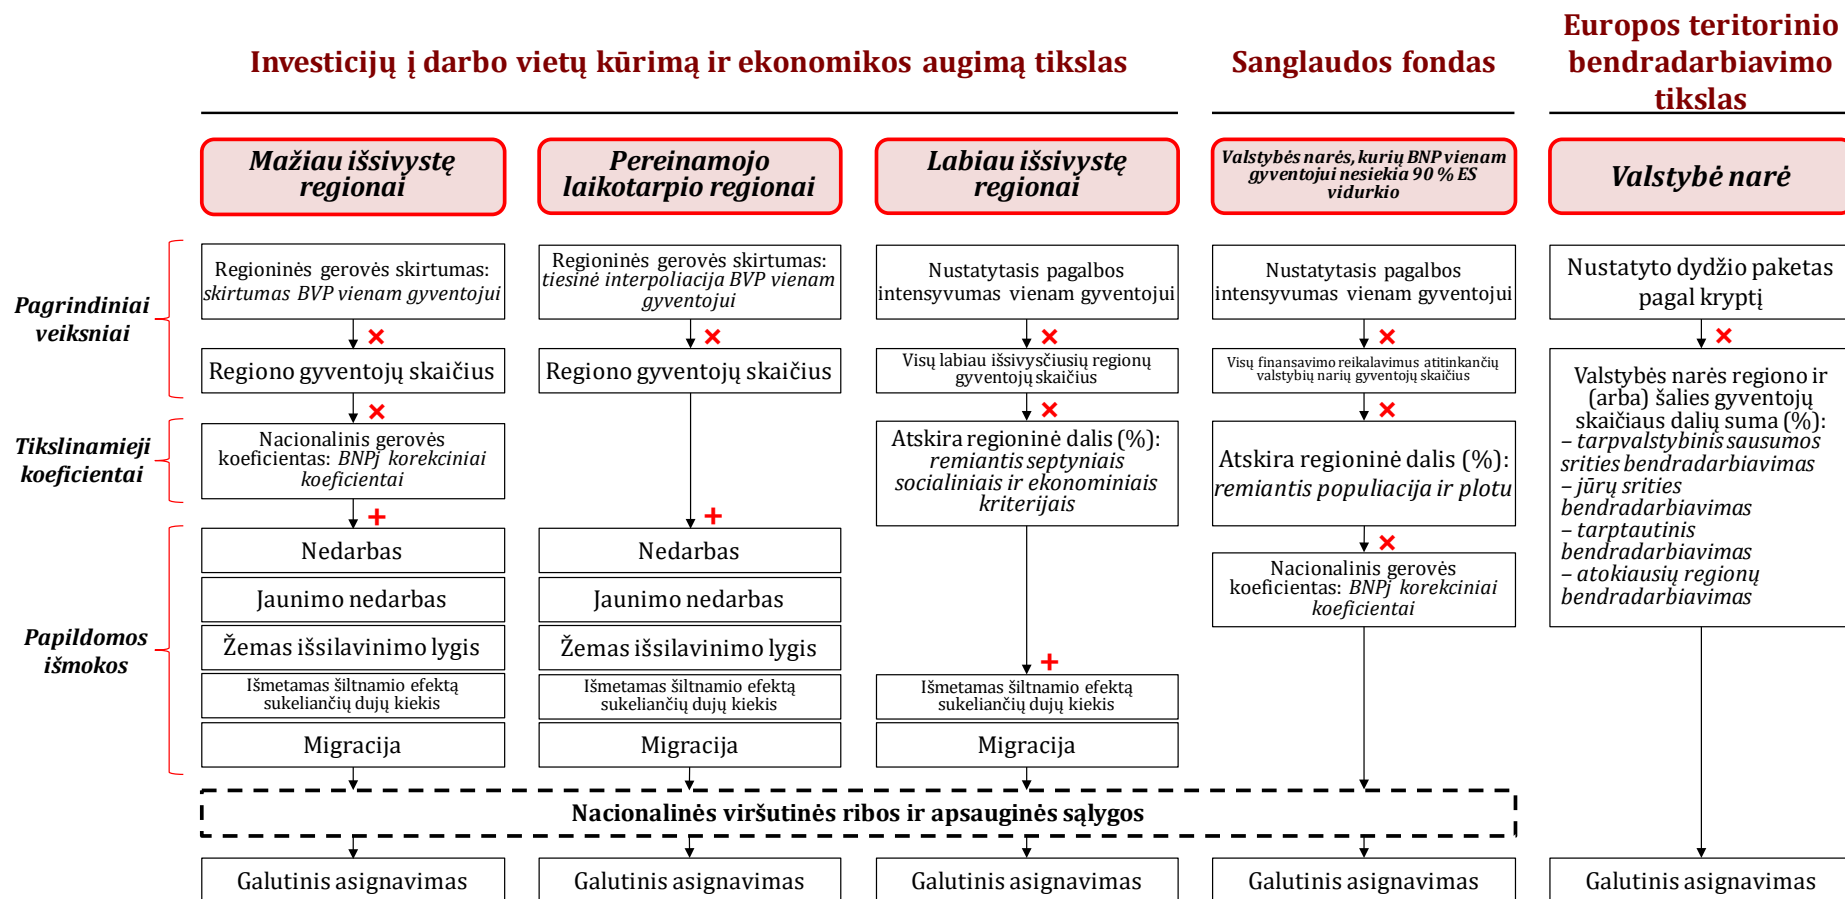 Investicijų į darbo vietų kūrimą ir ekonomikos augimą tikslas
Sanglaudos fondas
Europos teritorinio
bendradarbiavimo
tikslas
Mažiau išsivystę
regionai
Pereinamojo
laikotarpio regionai
Labiau išsivystę
regionai
Valstybės narės, kurių BNP vienam
gyventojui nesiekia 90 % ES
vidurkio
Valstybė narė
Pagrindiniai
veiksniai
Regioninės gerovės skirtumas:
skirtumas BVP vienam gyventojui
Regioninės gerovės skirtumas:
tiesinė interpoliacija BVP vienam
gyventojui
Nustatytasis pagalbos
intensyvumas vienam gyventojui
Nustatytasis pagalbos
intensyvumas vienam gyventojui
Nustatyto dydžio paketas
pagal kryptį
×
×
×
×
×
Regiono gyventojų skaičius
Regiono gyventojų skaičius
Visų labiau išsivysčiusių regionų
gyventojų skaičius
Visų finansavimo reikalavimus atitinkančių
valstybių narių gyventojų skaičius
Valstybės narės regiono ir
(arba) šalies gyventojų
skaičiaus dalių suma (%):
– tarpvalstybinis sausumos
srities bendradarbiavimas
– jūrų srities
bendradarbiavimas
– tarptautinis
bendradarbiavimas
– atokiausių regionų
bendradarbiavimas
×
×
×
Tikslinamieji
koeficientai
Nacionalinis gerovės
koeficientas: BNPj korekciniai
koeficientai
Atskira regioninė dalis (%):
remiantis septyniais
socialiniais ir ekonominiais
kriterijais
Atskira regioninė dalis (%):
remiantis populiacija ir plotu
+
+
×
Papildomos
išmokos
Nedarbas
Nedarbas
Nacionalinis gerovės
koeficientas: BNPj korekciniai
koeficientai
Jaunimo nedarbas
Jaunimo nedarbas
Žemas išsilavinimo lygis
Žemas išsilavinimo lygis
+
Išmetamas šiltnamio efektą
sukeliančių dujų kiekis
Išmetamas šiltnamio efektą
sukeliančių dujų kiekis
Išmetamas šiltnamio efektą
sukeliančių dujų kiekis
Migracija
Migracija
Migracija
Nacionalinės viršutinės ribos ir apsauginės sąlygos
Galutinis asignavimas
Galutinis asignavimas
Galutinis asignavimas
Galutinis asignavimas
Galutinis asignavimas